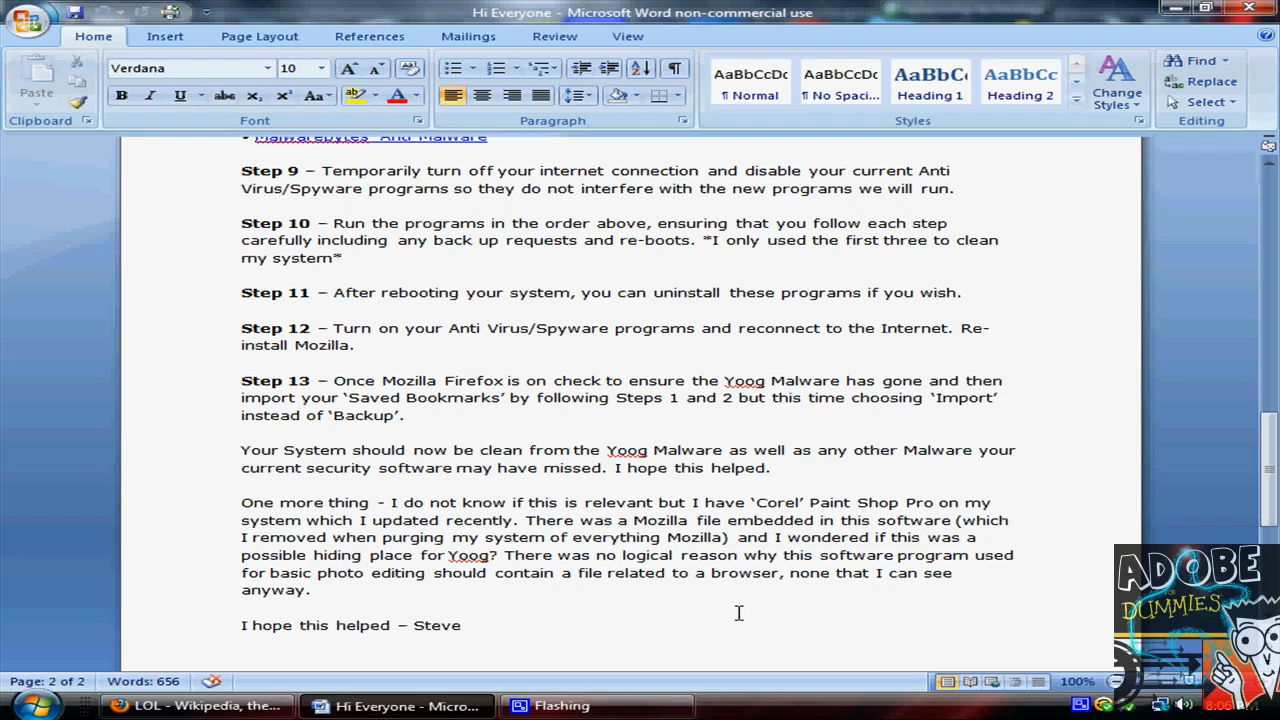 Hi Everyone - Microsoft Word non-commercial use
Home Insert Page Layout References Mailings Review View
Verdana 10
AaBbCcDc AaBbCcDc AaBbC AaBbCc
Paste
¶ Normal ¶ No Spaci... Heading 1 Heading 2
Change Styles
Find
Replace
Select
Clipboard Font Paragraph Styles Editing
• Malwarebytes' Anti-Malware
Step 9 – Temporarily turn off your internet connection and disable your current Anti
Virus/Spyware programs so they do not interfere with the new programs we will run.
Step 10 – Run the programs in the order above, ensuring that you follow each step
carefully including any back up requests and re-boots. *I only used the first three to clean
my system*
Step 11 – After rebooting your system, you can uninstall these programs if you wish.
Step 12 – Turn on your Anti Virus/Spyware programs and reconnect to the Internet. Re-
install Mozilla.
Step 13 – Once Mozilla Firefox is on check to ensure the Yoog Malware has gone and then
import your ‘Saved Bookmarks’ by following Steps 1 and 2 but this time choosing ‘Import’
instead of ‘Backup’.
Your System should now be clean from the Yoog Malware as well as any other Malware your
current security software may have missed. I hope this helped.
One more thing - I do not know if this is relevant but I have ‘Corel’ Paint Shop Pro on my
system which I updated recently. There was a Mozilla file embedded in this software (which
I removed when purging my system of everything Mozilla) and I wondered if this was a
possible hiding place for Yoog? There was no logical reason why this software program used
for basic photo editing should contain a file related to a browser, none that I can see
anyway.
I hope this helped – Steve
ADOBE
FOR
DUMMIES
Page: 2 of 2 Words: 656 100%
LOL - Wikipedia, the... Hi Everyone - Micro... Flashing 8:06 PM